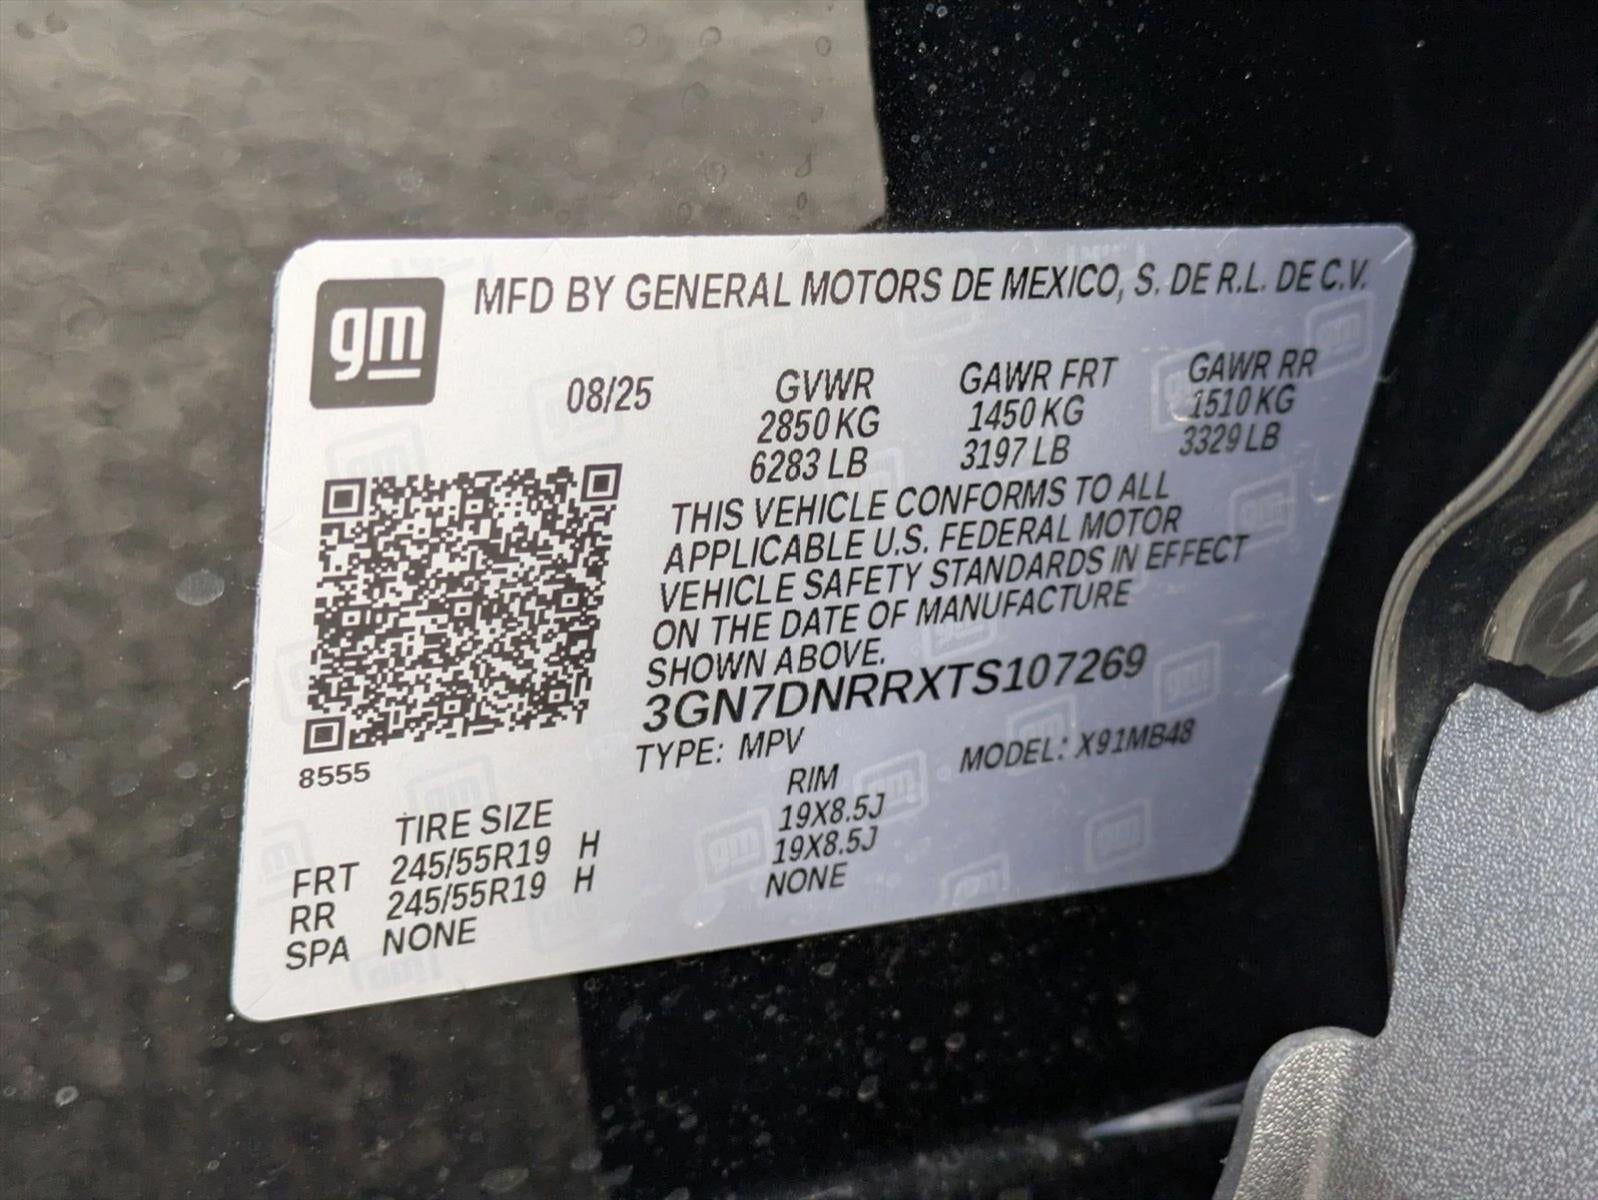 gm
MFD BY GENERAL MOTORS DE MEXICO, S. DE R.L. DE C.V.
08/25 GVWR GAWR FRT GAWR RR
2850 KG 1450 KG 1510 KG
6283 LB 3197 LB 3329 LB
THIS VEHICLE CONFORMS TO ALL
APPLICABLE U.S. FEDERAL MOTOR
VEHICLE SAFETY STANDARDS IN EFFECT
ON THE DATE OF MANUFACTURE
SHOWN ABOVE.
3GN7DNRRXTS107269
TYPE: MPV MODEL: X91MB48
8555
TIRE SIZE RIM
FRT 245/55R19 H 19X8.5J
RR 245/55R19 H 19X8.5J
SPA NONE NONE